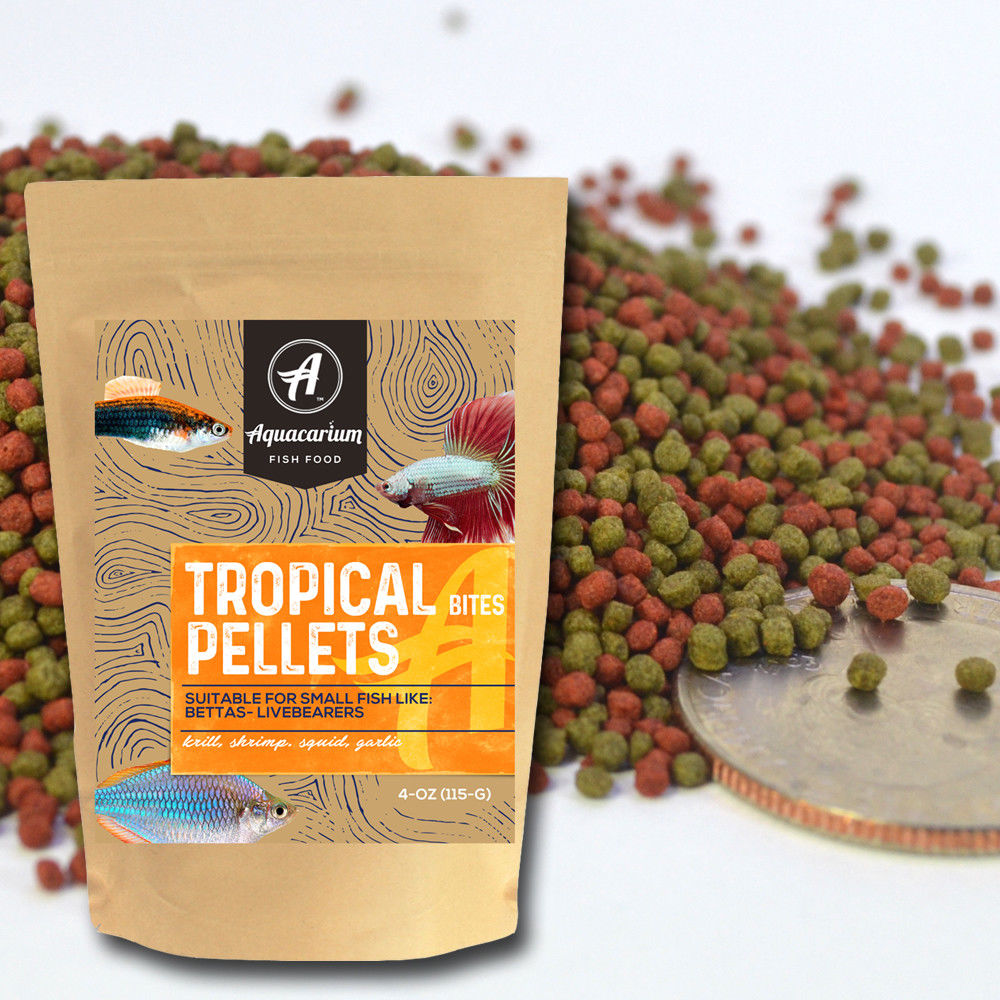 A
TM
Aquacarium
FISH FOOD
TROPICAL BITES
PELLETS
SUITABLE FOR SMALL FISH LIKE:
BETTAS- LIVEBEARERS
krill, shrimp. squid, garlic
4-OZ (115-G)